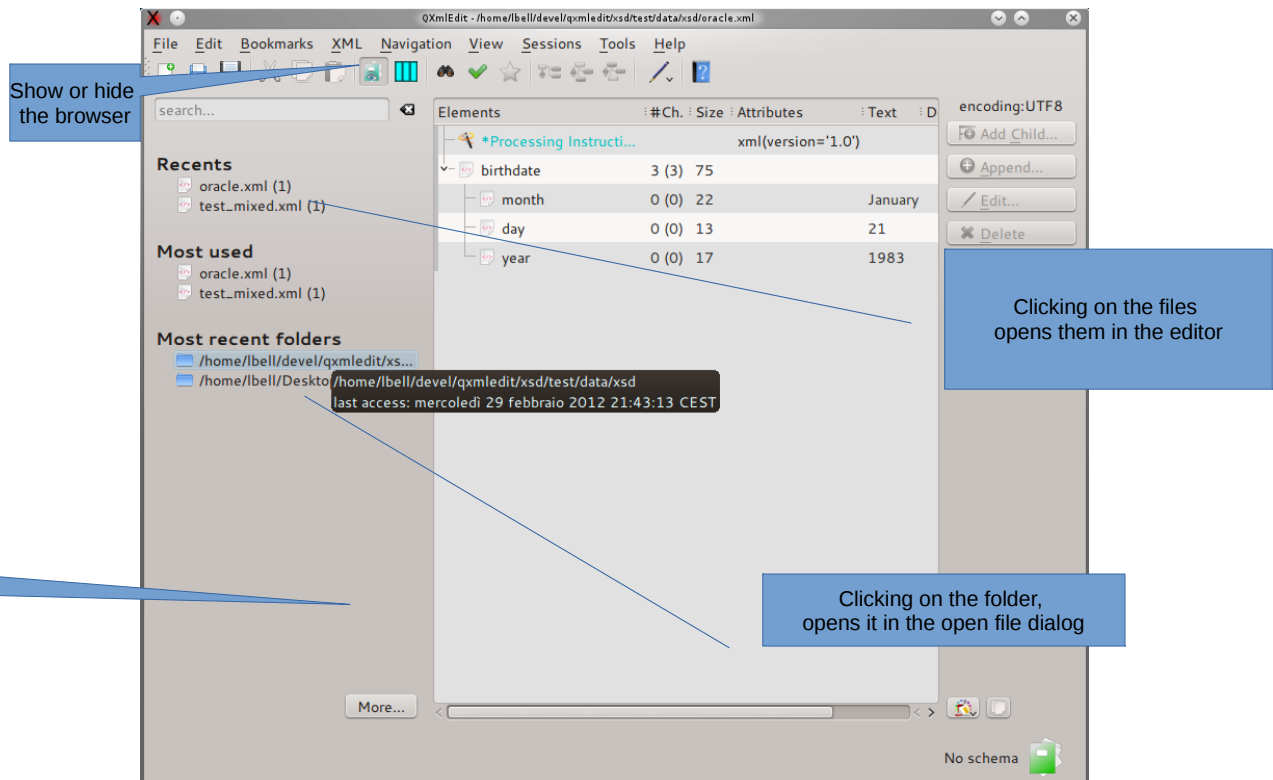 QXmlEdit - /home/lbell/devel/qxmledit/xsd/test/data/xsd/oracle.xml
File Edit Bookmarks XML Navigation View Sessions Tools Help
Show or hide
the browser
search...
Recents
oracle.xml (1)
test_mixed.xml (1)
Most used
oracle.xml (1)
test_mixed.xml (1)
Most recent folders
/home/lbell/devel/qxmledit/xs...
/home/lbell/Deskto
/home/lbell/devel/qxmledit/xsd/test/data/xsd
last access: mercoledì 29 febbraio 2012 21:43:13 CEST
More...
Elements #Ch. Size Attributes Text D
*Processing Instructi... xml(version='1.0')
birthdate 3 (3) 75
month 0 (0) 22 January
day 0 (0) 13 21
year 0 (0) 17 1983
encoding:UTF8
Add Child...
Append...
Edit...
Delete
Clicking on the files
opens them in the editor
Clicking on the folder,
opens it in the open file dialog
No schema